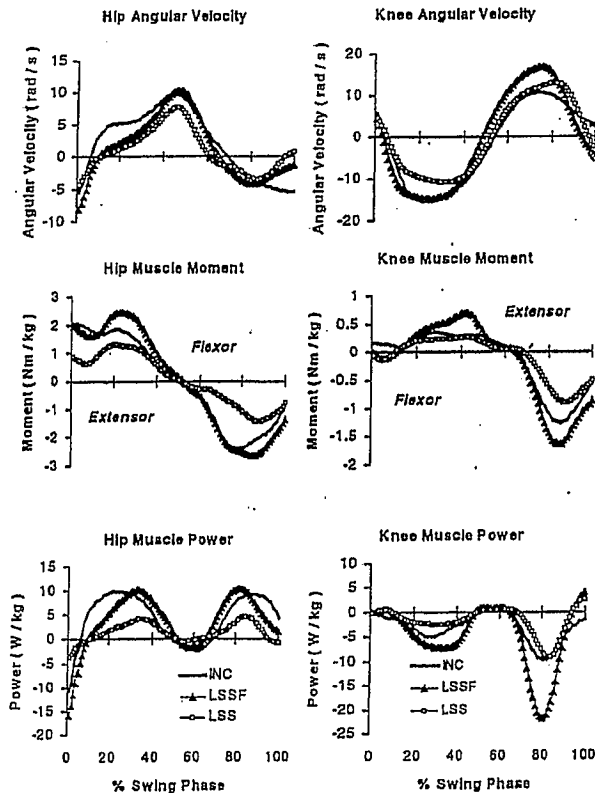 Hip Angular Velocity
Angular Velocity ( rad / s )
15
10
5
0
-5
-10
Knee Angular Velocity
Angular Velocity ( rad / s )
20
10
0
-10
-20
Hip Muscle Moment
Moment ( Nm / kg )
3
2
1
0
-1
-2
-3
Flexor
Extensor
Knee Muscle Moment
Moment ( Nm / kg )
1
0.5
0
-0.5
-1
-1.5
-2
Extensor
Flexor
Hip Muscle Power
Power ( W / kg )
15
10
5
0
-5
-10
-15
-20
INC
LSSF
LSS
0 20 40 60 80 100
% Swing Phase
Knee Muscle Power
Power ( W / kg )
10
5
0
-5
-10
-15
-20
-25
INC
LSSF
LSS
0 20 40 60 80 100
% Swing Phase